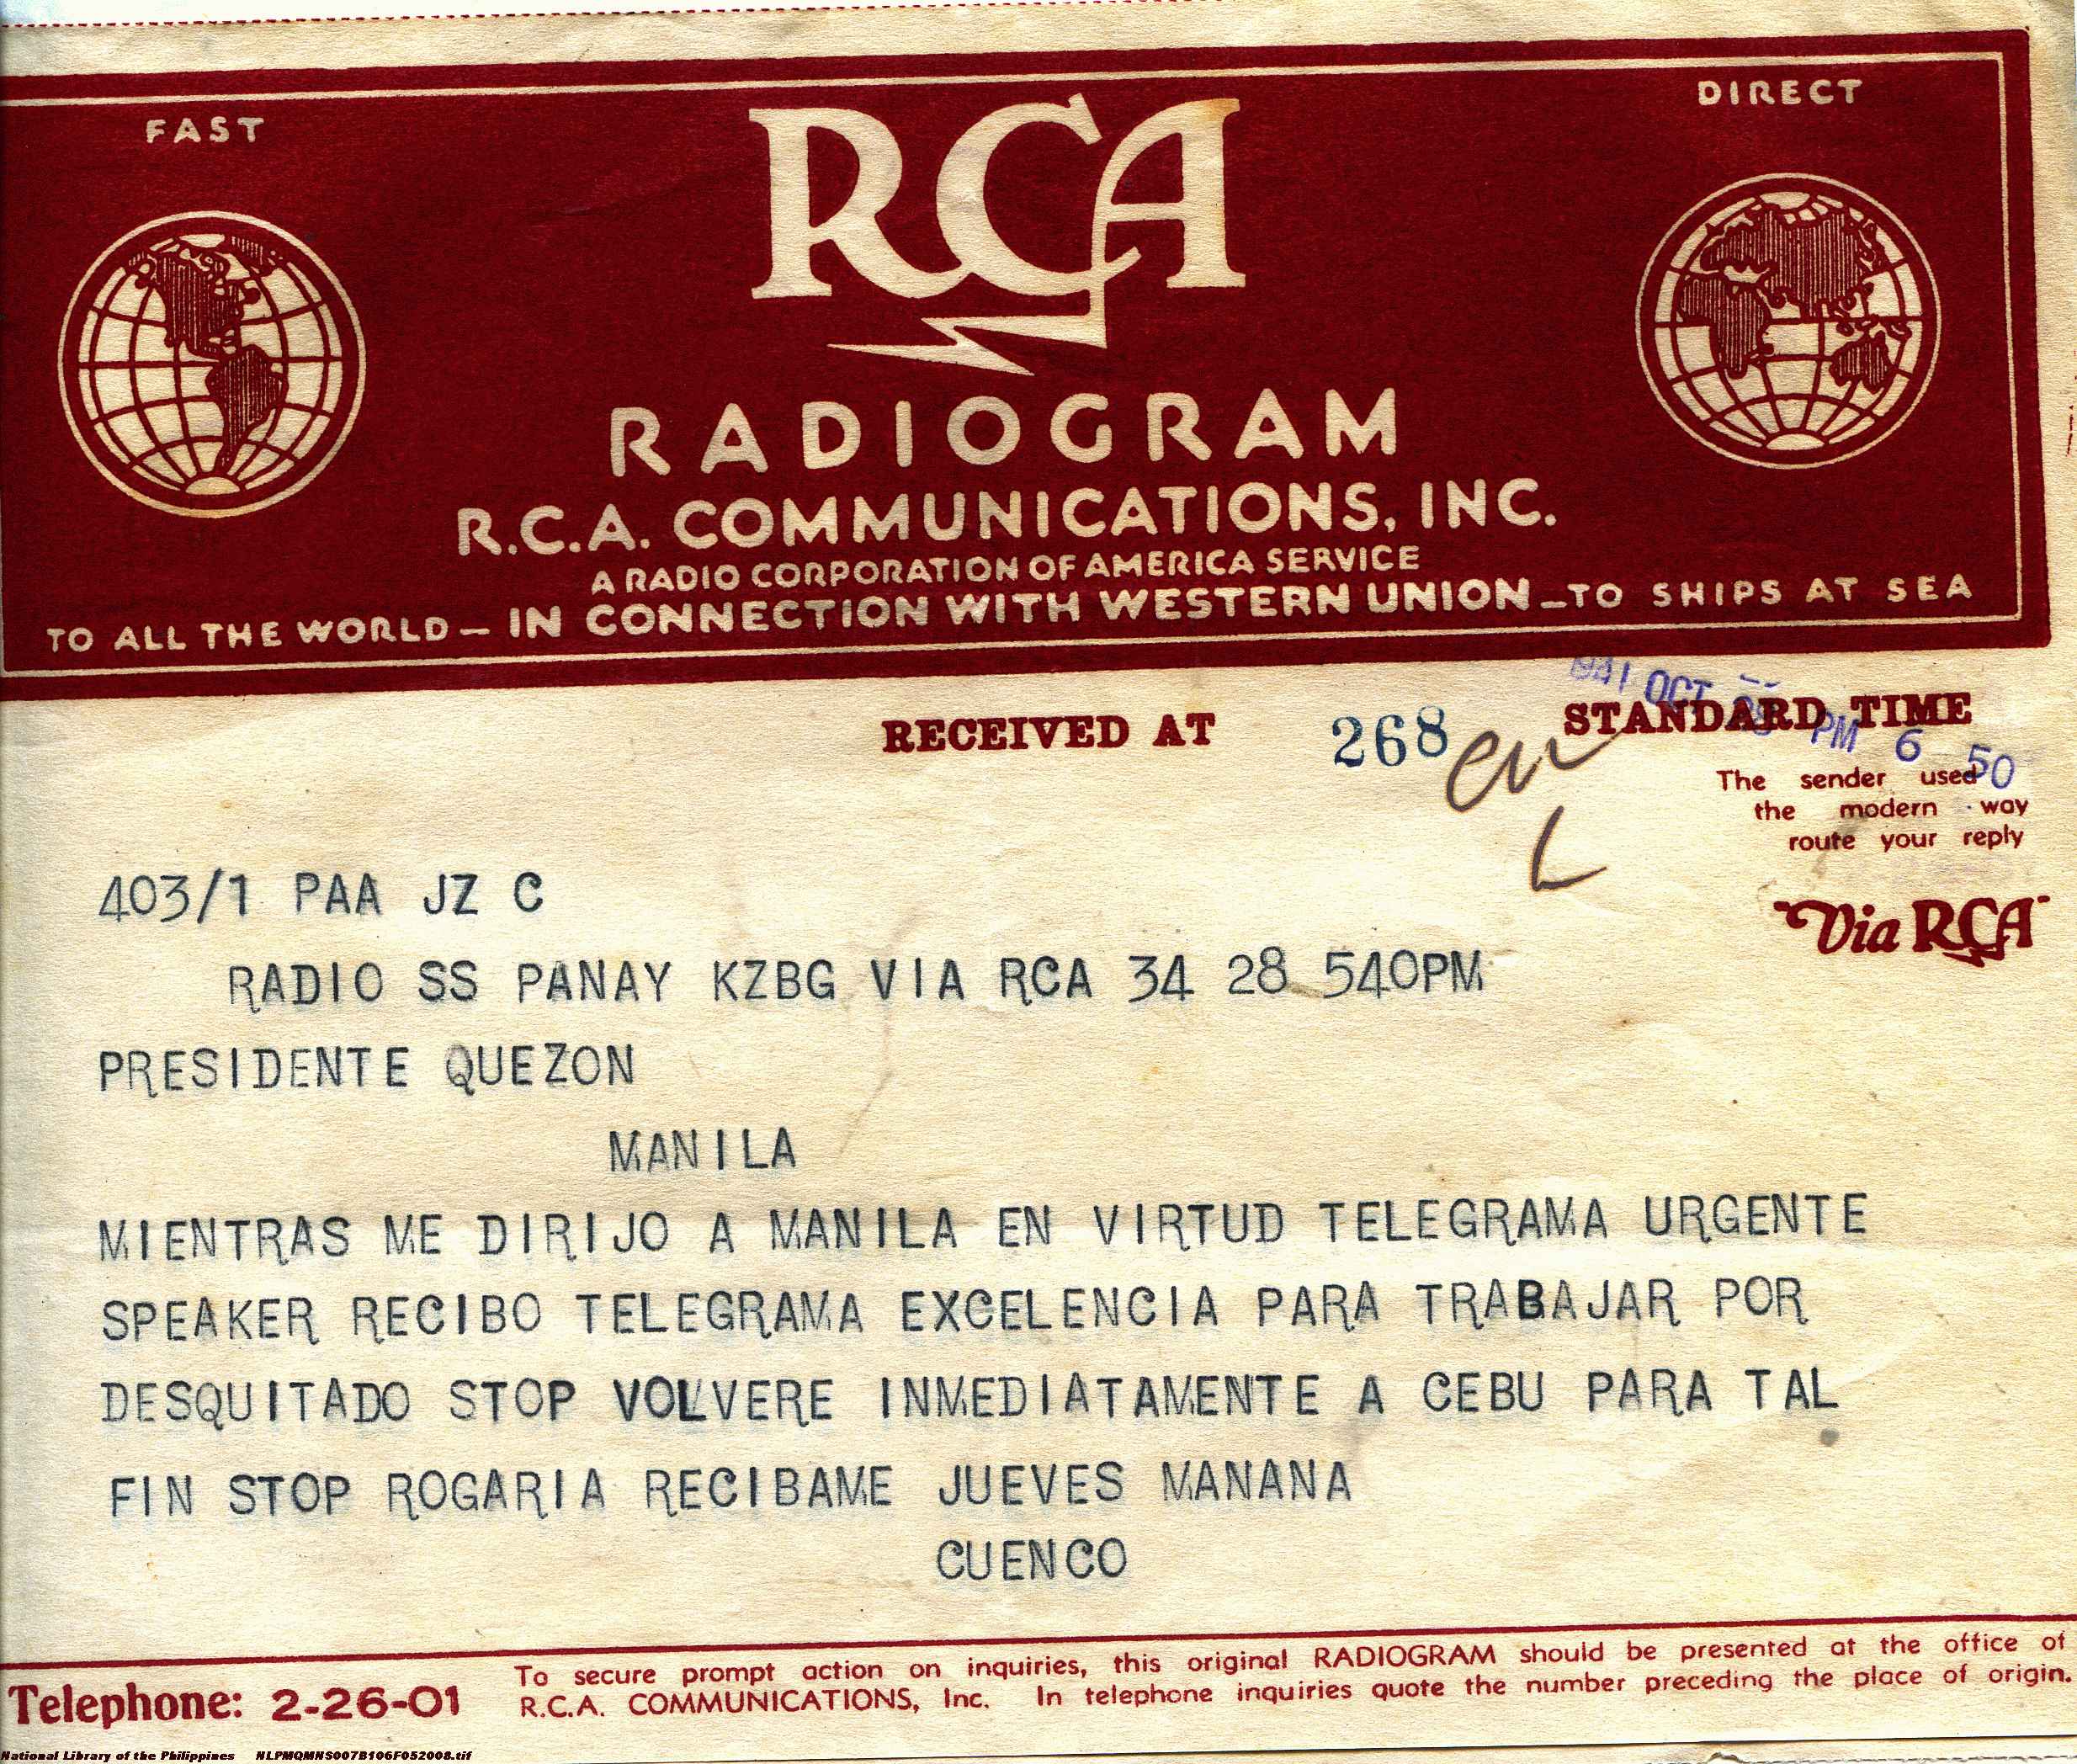 FAST
DIRECT
RCA
RADIOGRAM
R.C.A. COMMUNICATIONS, INC.
A RADIO CORPORATION OF AMERICA SERVICE
TO ALL THE WORLD — IN CONNECTION WITH WESTERN UNION — TO SHIPS AT SEA
1941 OCT 28 PM 6 50
RECEIVED AT 268 STANDARD TIME
The sender used
the modern way
route your reply
"Via RCA"
403/1 PAA JZ C
RADIO SS PANAY KZBG VIA RCA 34 28 540PM
PRESIDENTE QUEZON
MANILA
MIENTRAS ME DIRIJO A MANILA EN VIRTUD TELEGRAMA URGENTE
SPEAKER RECIBO TELEGRAMA EXCELENCIA PARA TRABAJAR POR
DESQUITADO STOP VOLVERE INMEDIATAMENTE A CEBU PARA TAL
FIN STOP ROGARIA RECIBAME JUEVES MANANA
CUENCO
To secure prompt action on inquiries, this original RADIOGRAM should be presented at the office of
R.C.A. COMMUNICATIONS, Inc. In telephone inquiries quote the number preceding the place of origin.
Telephone: 2-26-01
National Library of the Philippines NLPMQMNS007B106F052008.tif